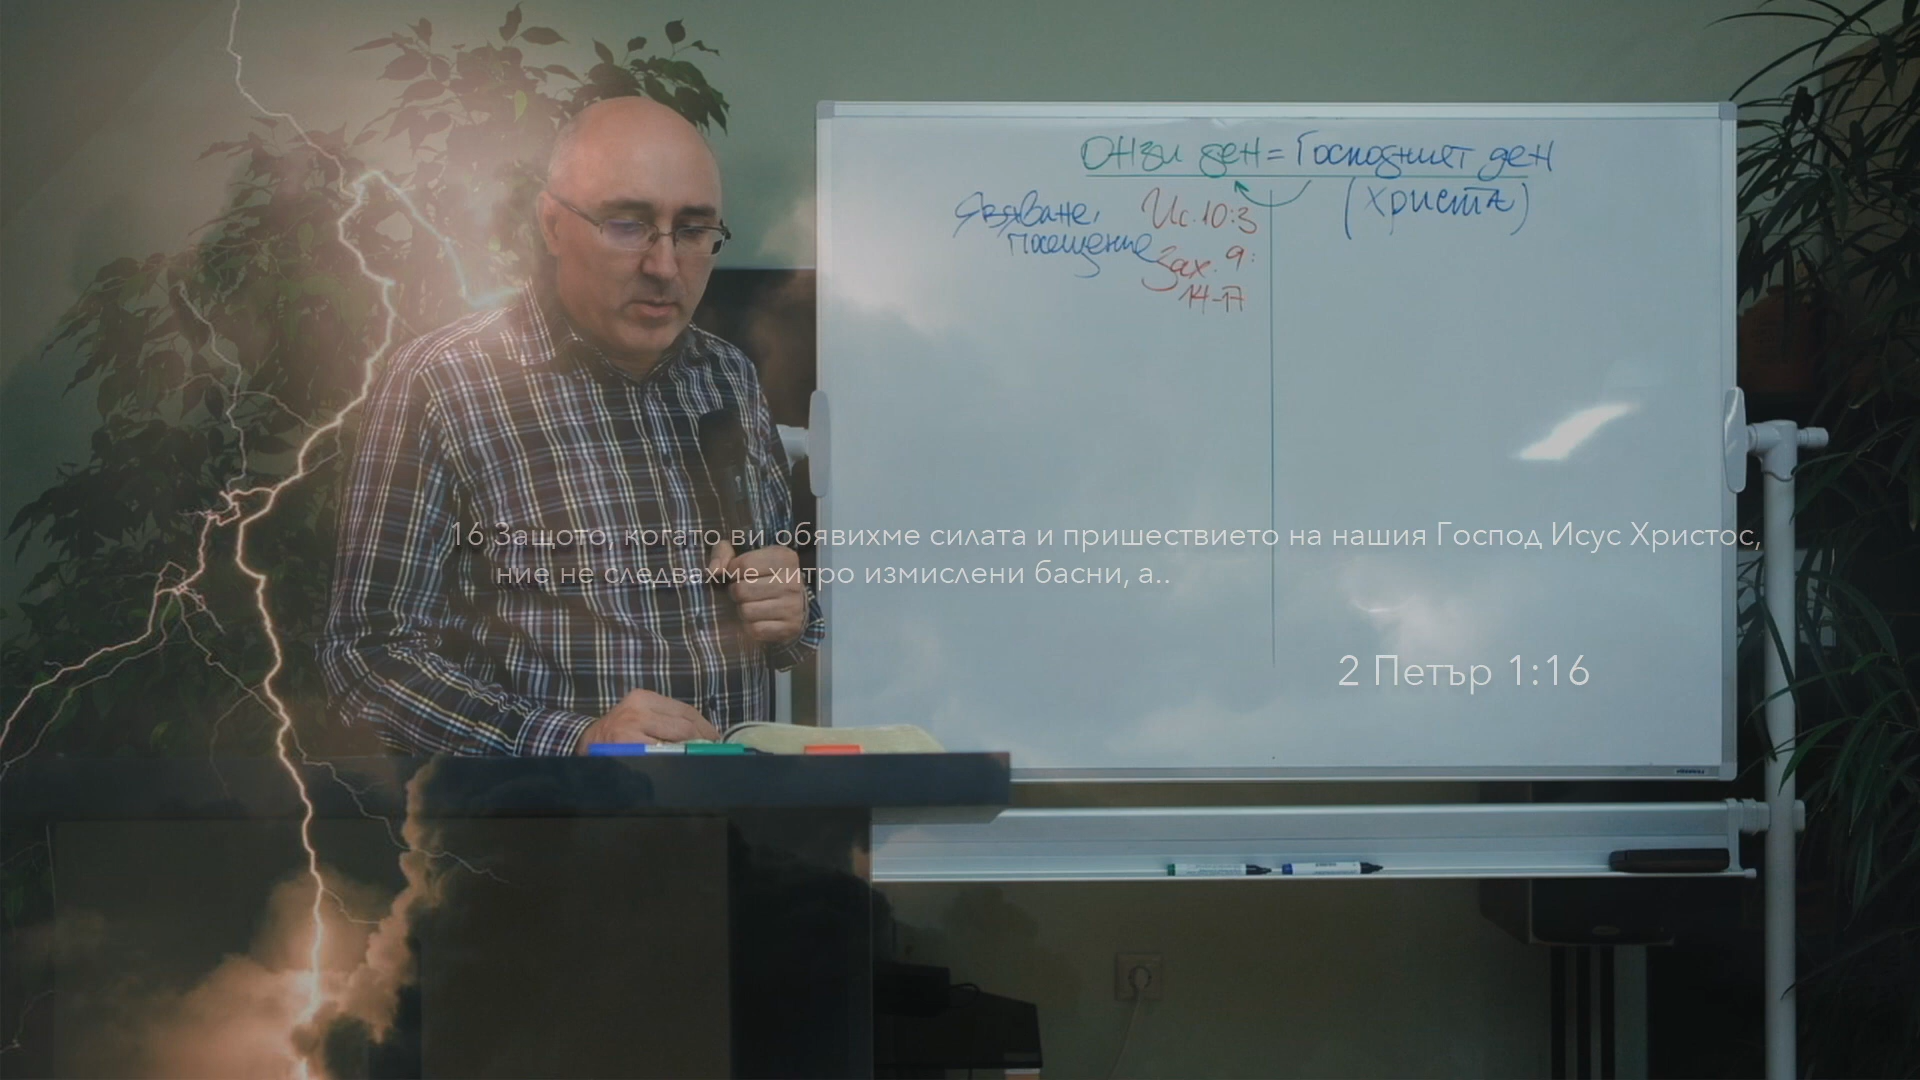 Онзи ден = Господният ден
(Христа)
Явяване,
посещение
Ис. 10:3
Зах. 9:
14-17
16 Защото, когато ви обявихме силата и пришествието на нашия Господ Исус Христос,
ние не следвахме хитро измислени басни, а..
2 Петър 1:16